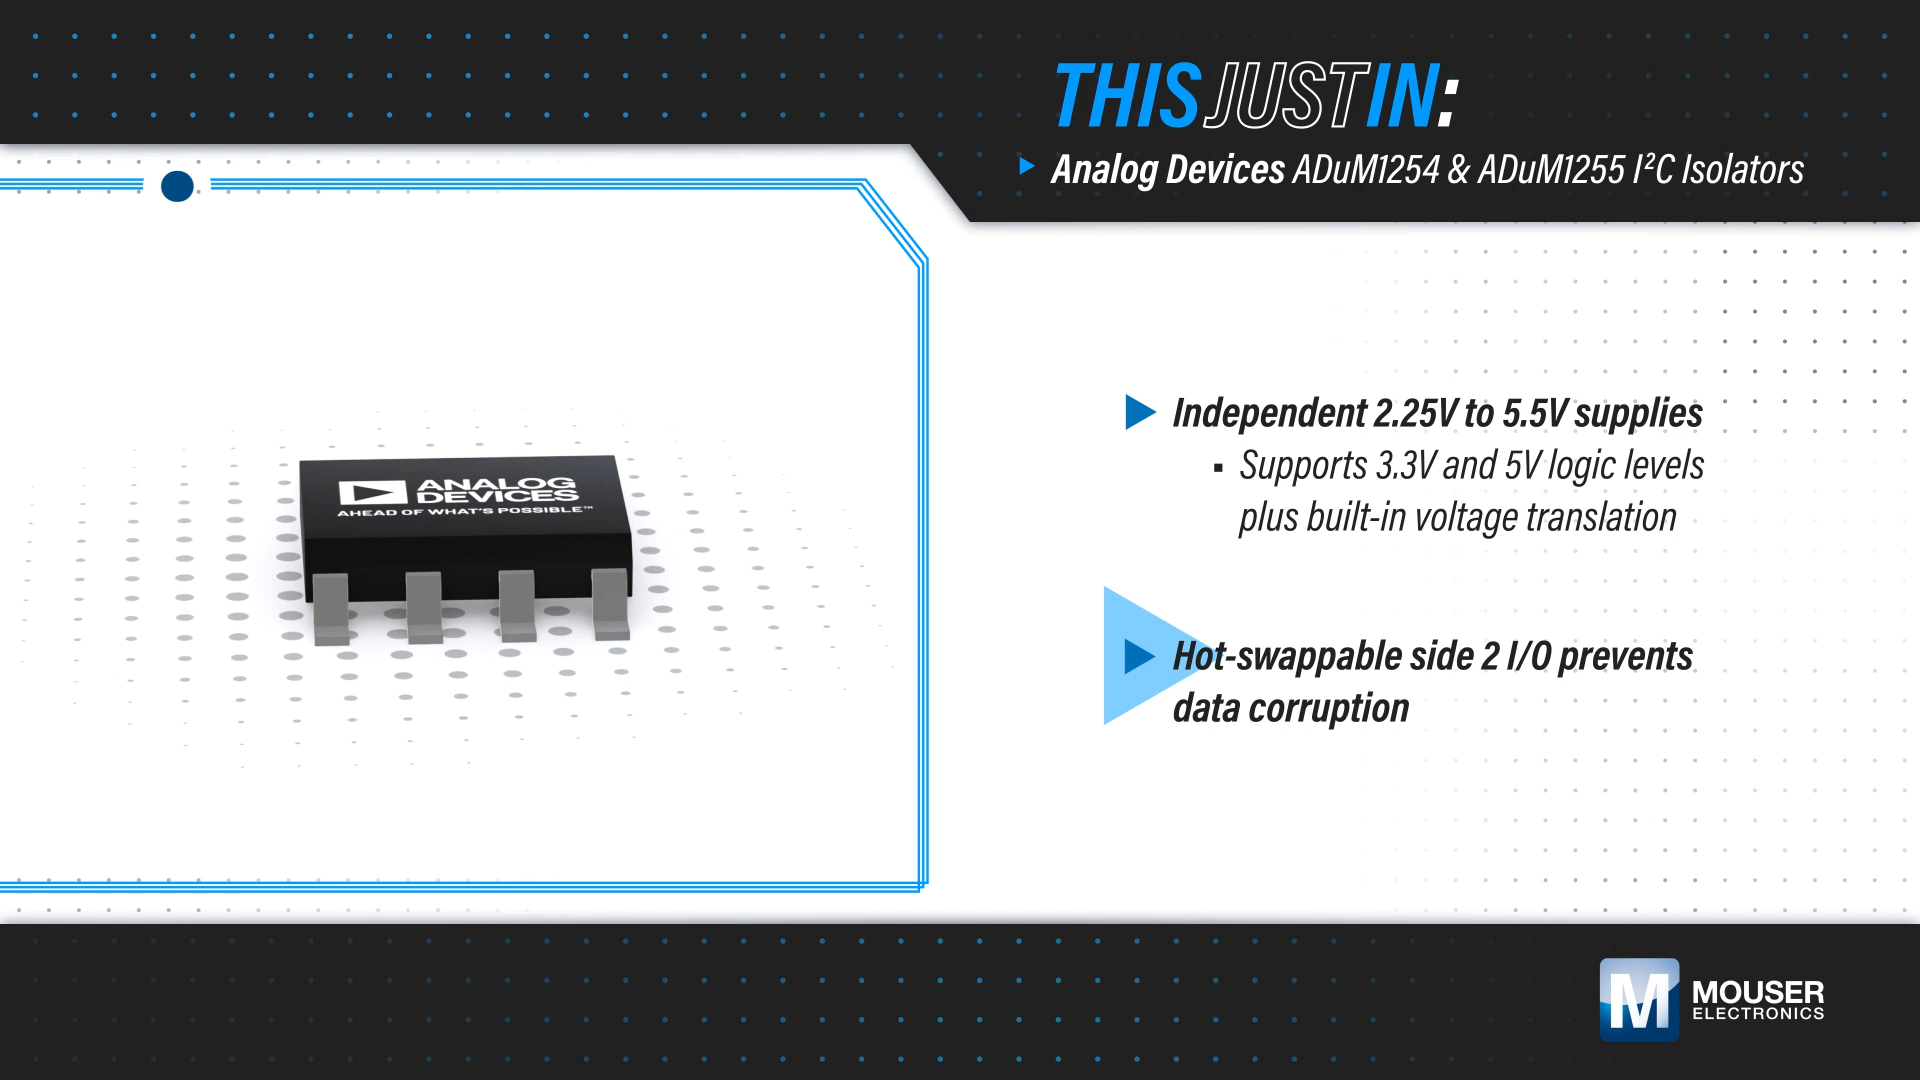 THIS JUST IN:
Analog Devices ADuM1254 & ADuM1255 I²C Isolators
ANALOG
DEVICES
AHEAD OF WHAT'S POSSIBLE™
Independent 2.25V to 5.5V supplies
▪ Supports 3.3V and 5V logic levels
plus built-in voltage translation
Hot-swappable side 2 I/O prevents
data corruption
M MOUSER
ELECTRONICS